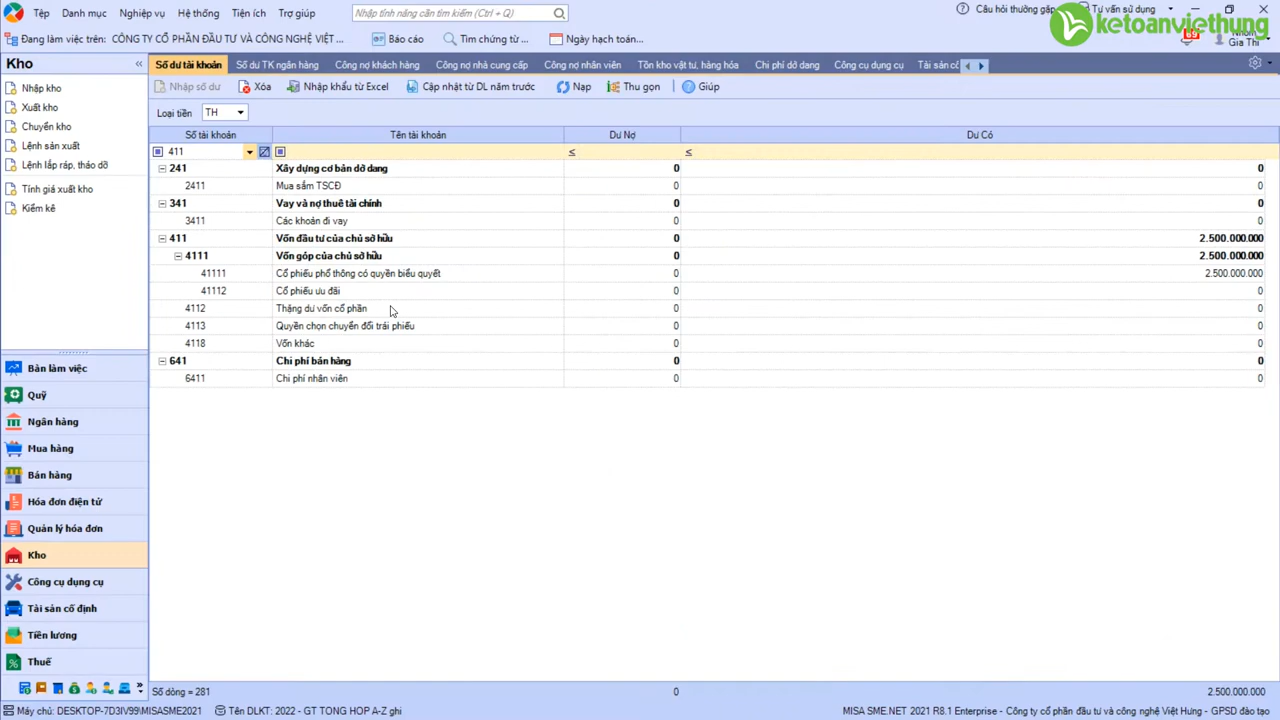 Tệp Danh mục Nghiệp vụ Hệ thống Tiện ích Trợ giúp Nhập tính năng cần tìm kiếm (Ctrl + Q) Câu hỏi thường gặp Tư vấn sử dụng
ketoanviethung
Đang làm việc trên: CÔNG TY CỔ PHẦN ĐẦU TƯ VÀ CÔNG NGHỆ VIỆT ... Báo cáo Tìm chứng từ... Ngày hạch toán... 69
Gia Thi
Kho «
Số dư tài khoản Số dư TK ngân hàng Công nợ khách hàng Công nợ nhà cung cấp Công nợ nhân viên Tồn kho vật tư, hàng hóa Chi phí dở dang Công cụ dụng cụ Tài sản cố
Nhập số dư Xóa Nhập khẩu từ Excel Cập nhật từ DL năm trước Nạp Thu gọn Giúp
Loại tiền TH
Số tài khoản Tên tài khoản Dư Nợ Dư Có
411 ≤ ≤
241 Xây dựng cơ bản dở dang 0 0
2411 Mua sắm TSCĐ 0 0
341 Vay và nợ thuê tài chính 0 0
3411 Các khoản đi vay 0 0
411 Vốn đầu tư của chủ sở hữu 0 2.500.000.000
4111 Vốn góp của chủ sở hữu 0 2.500.000.000
41111 Cổ phiếu phổ thông có quyền biểu quyết 0 2.500.000.000
41112 Cổ phiếu ưu đãi 0 0
4112 Thặng dư vốn cổ phần 0 0
4113 Quyền chọn chuyển đổi trái phiếu 0 0
4118 Vốn khác 0 0
641 Chi phí bán hàng 0 0
6411 Chi phí nhân viên 0 0
Số dòng = 281 0 2.500.000.000
Nhập kho
Xuất kho
Chuyển kho
Lệnh sản xuất
Lệnh lắp ráp, tháo dỡ
Tính giá xuất kho
Kiểm kê
Bàn làm việc
Quỹ
Ngân hàng
Mua hàng
Bán hàng
Hóa đơn điện tử
Quản lý hóa đơn
Kho
Công cụ dụng cụ
Tài sản cố định
Tiền lương
Thuế
Máy chủ: DESKTOP-7D3IV99\MISASME2021 Tên DLKT: 2022 - GT TONG HOP A-Z ghi MISA SME.NET 2021 R8.1 Enterprise - Công ty cổ phần đầu tư và công nghệ Việt Hưng - GPSD đào tạo